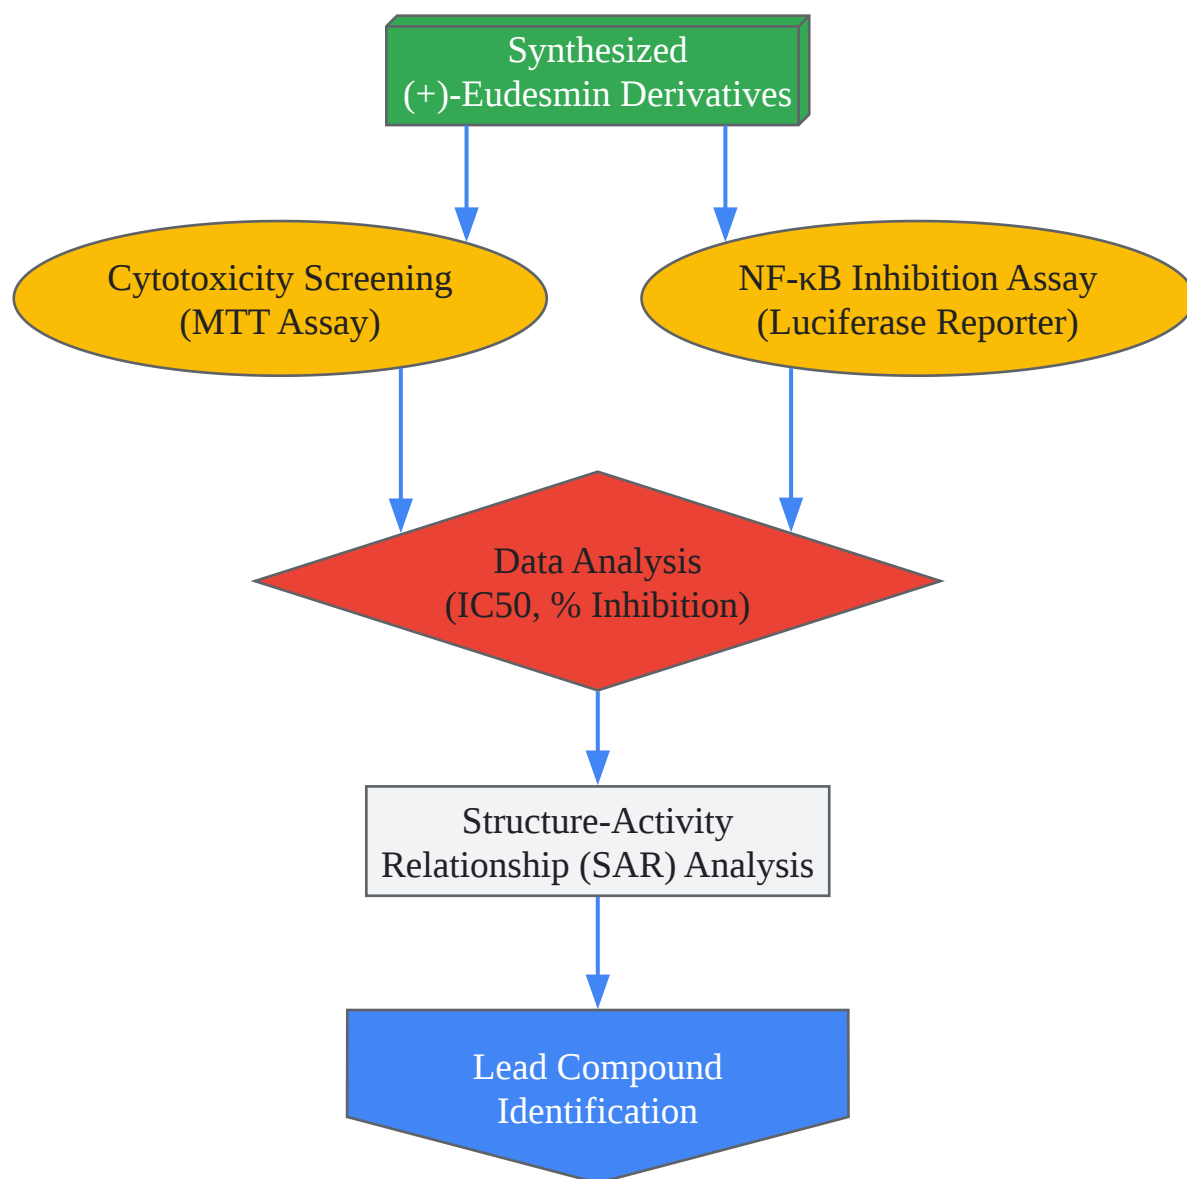 Synthesized
(+)-Eudesmin Derivatives
Cytotoxicity Screening
(MTT Assay)
NF-κB Inhibition Assay
(Luciferase Reporter)
Data Analysis
(IC50, % Inhibition)
Structure-Activity
Relationship (SAR) Analysis
Lead Compound
Identification